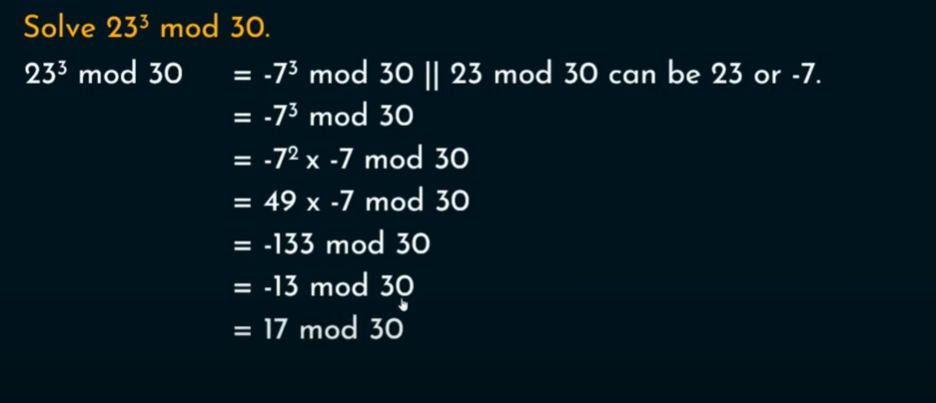 Solve 23³ mod 30.
23³ mod 30 = -7³ mod 30 || 23 mod 30 can be 23 or -7.
= -7³ mod 30
= -7² x -7 mod 30
= 49 x -7 mod 30
= -133 mod 30
= -13 mod 30
= 17 mod 30